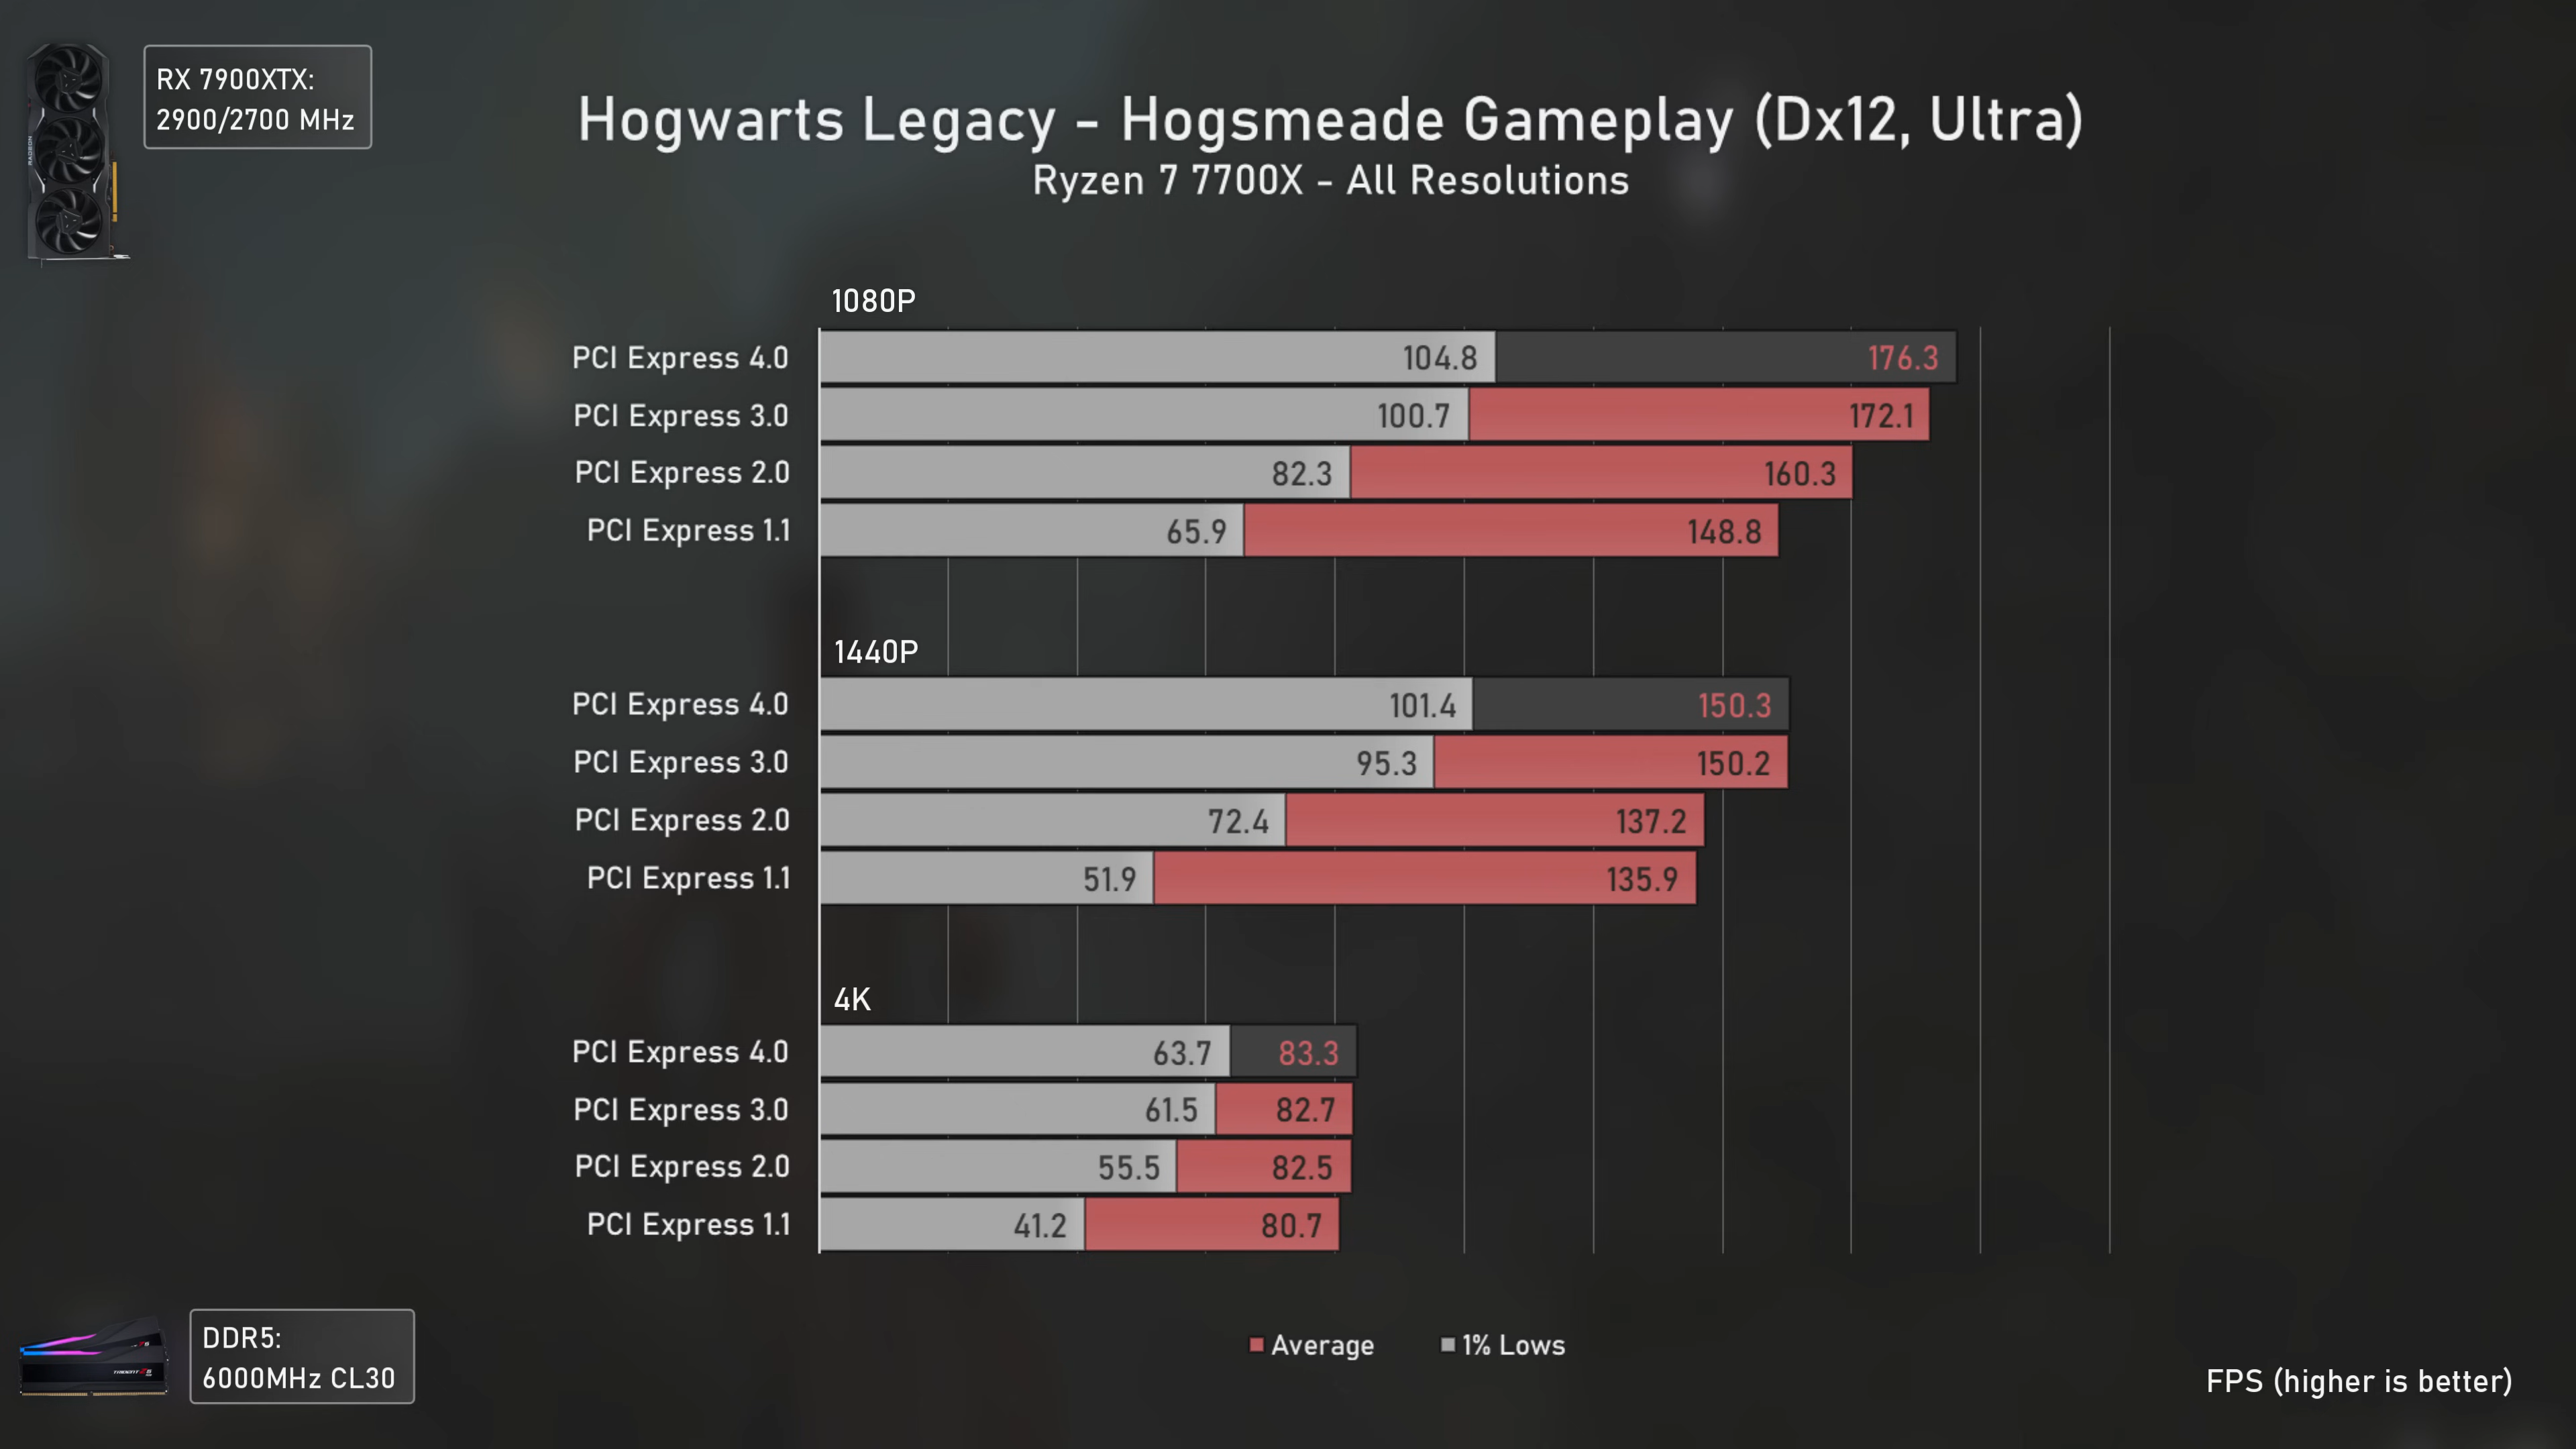 RX 7900XTX:
2900/2700 MHz
Hogwarts Legacy - Hogsmeade Gameplay (Dx12, Ultra)
Ryzen 7 7700X - All Resolutions
1080P
PCI Express 4.0 104.8 176.3
PCI Express 3.0 100.7 172.1
PCI Express 2.0 82.3 160.3
PCI Express 1.1 65.9 148.8
1440P
PCI Express 4.0 101.4 150.3
PCI Express 3.0 95.3 150.2
PCI Express 2.0 72.4 137.2
PCI Express 1.1 51.9 135.9
4K
PCI Express 4.0 63.7 83.3
PCI Express 3.0 61.5 82.7
PCI Express 2.0 55.5 82.5
PCI Express 1.1 41.2 80.7
DDR5:
6000MHz CL30
Average 1% Lows
FPS (higher is better)